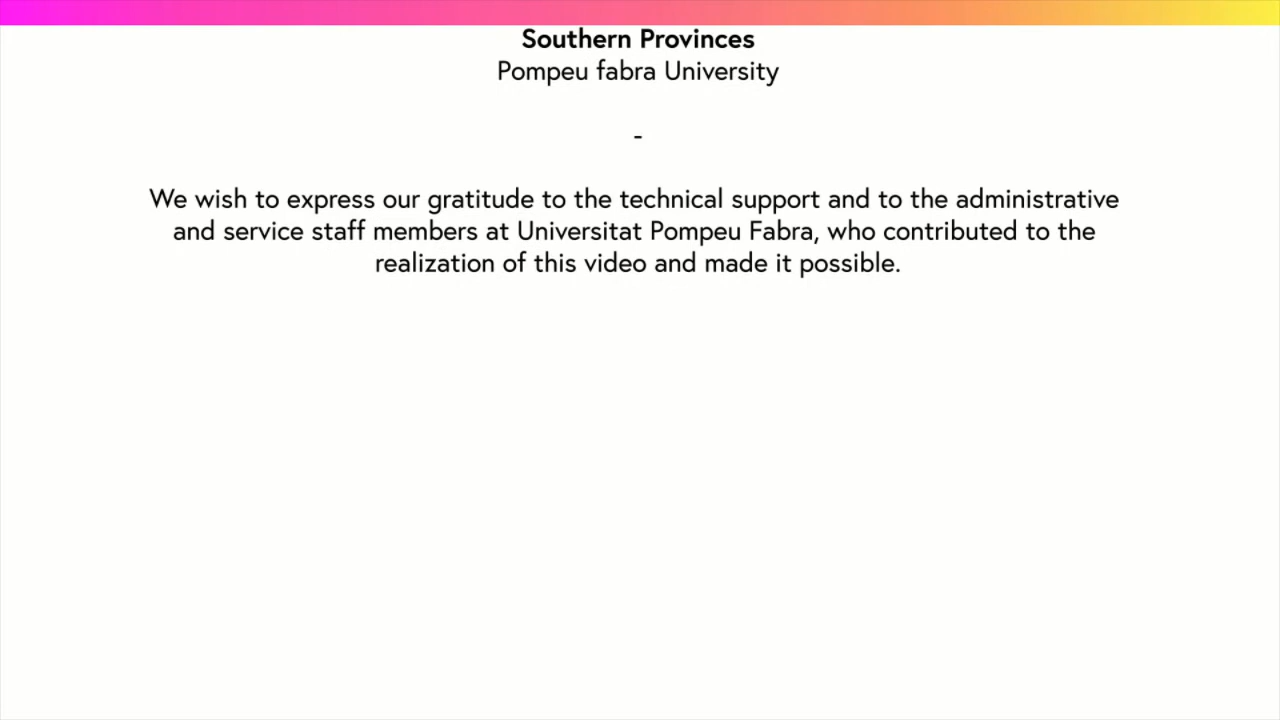 Southern Provinces
Pompeu fabra University
-
We wish to express our gratitude to the technical support and to the administrative
and service staff members at Universitat Pompeu Fabra, who contributed to the
realization of this video and made it possible.